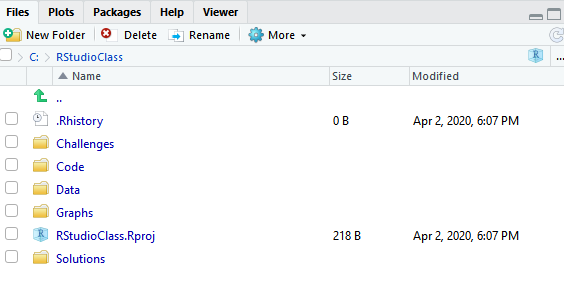 Files Plots Packages Help Viewer
New Folder Delete Rename More
C: RStudioClass R ...
Name Size Modified
..
.Rhistory 0 B Apr 2, 2020, 6:07 PM
Challenges
Code
Data
Graphs
R RStudioClass.Rproj 218 B Apr 2, 2020, 6:07 PM
Solutions